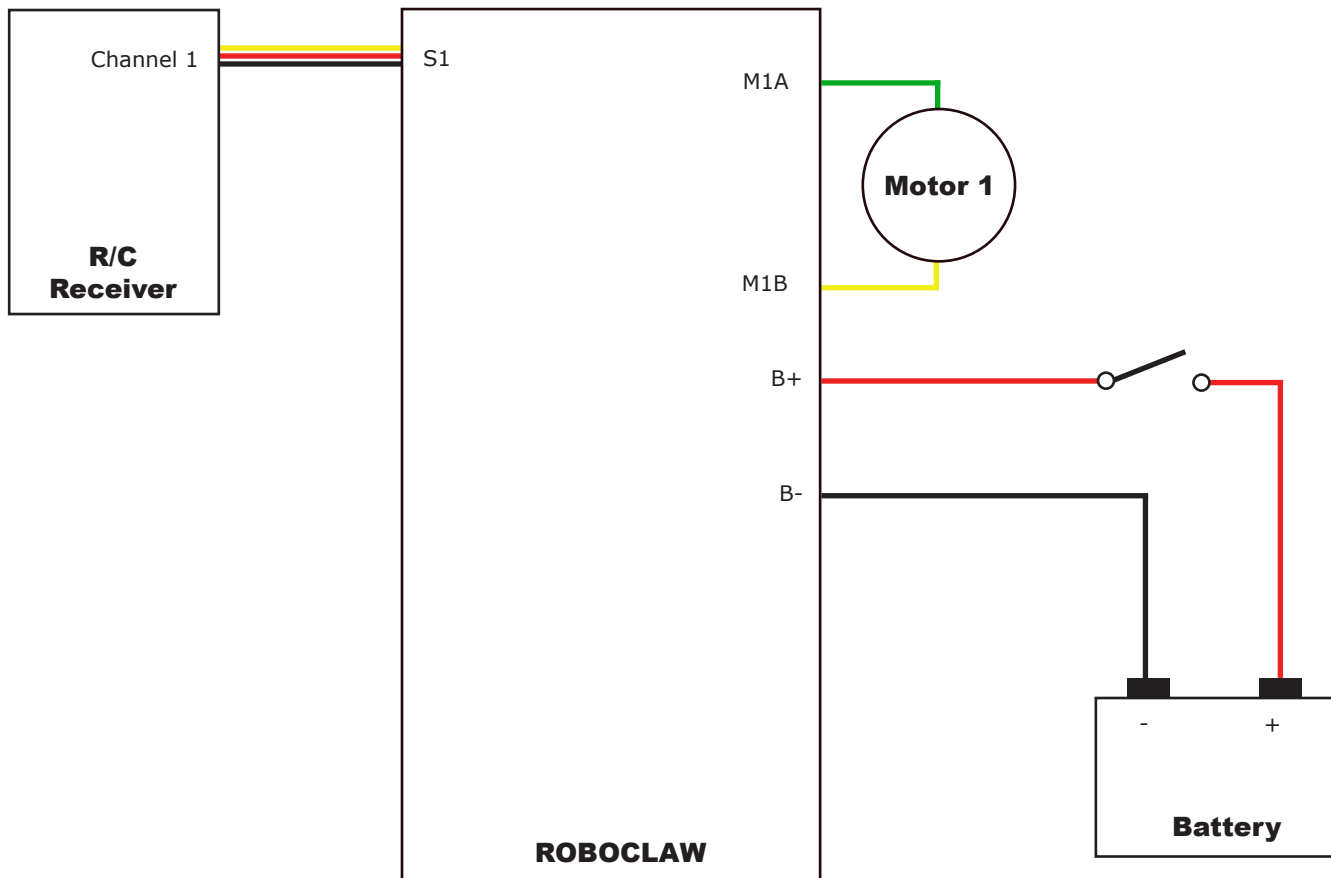 Channel 1
S1
M1A
Motor 1
R/C
Receiver
M1B
B+
B-
- +
Battery
ROBOCLAW